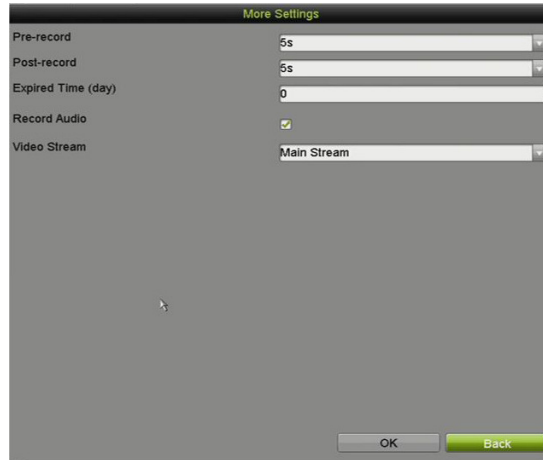 More Settings
Pre-record 5s
Post-record 5s
Expired Time (day) 0
Record Audio
Video Stream Main Stream
OK Back